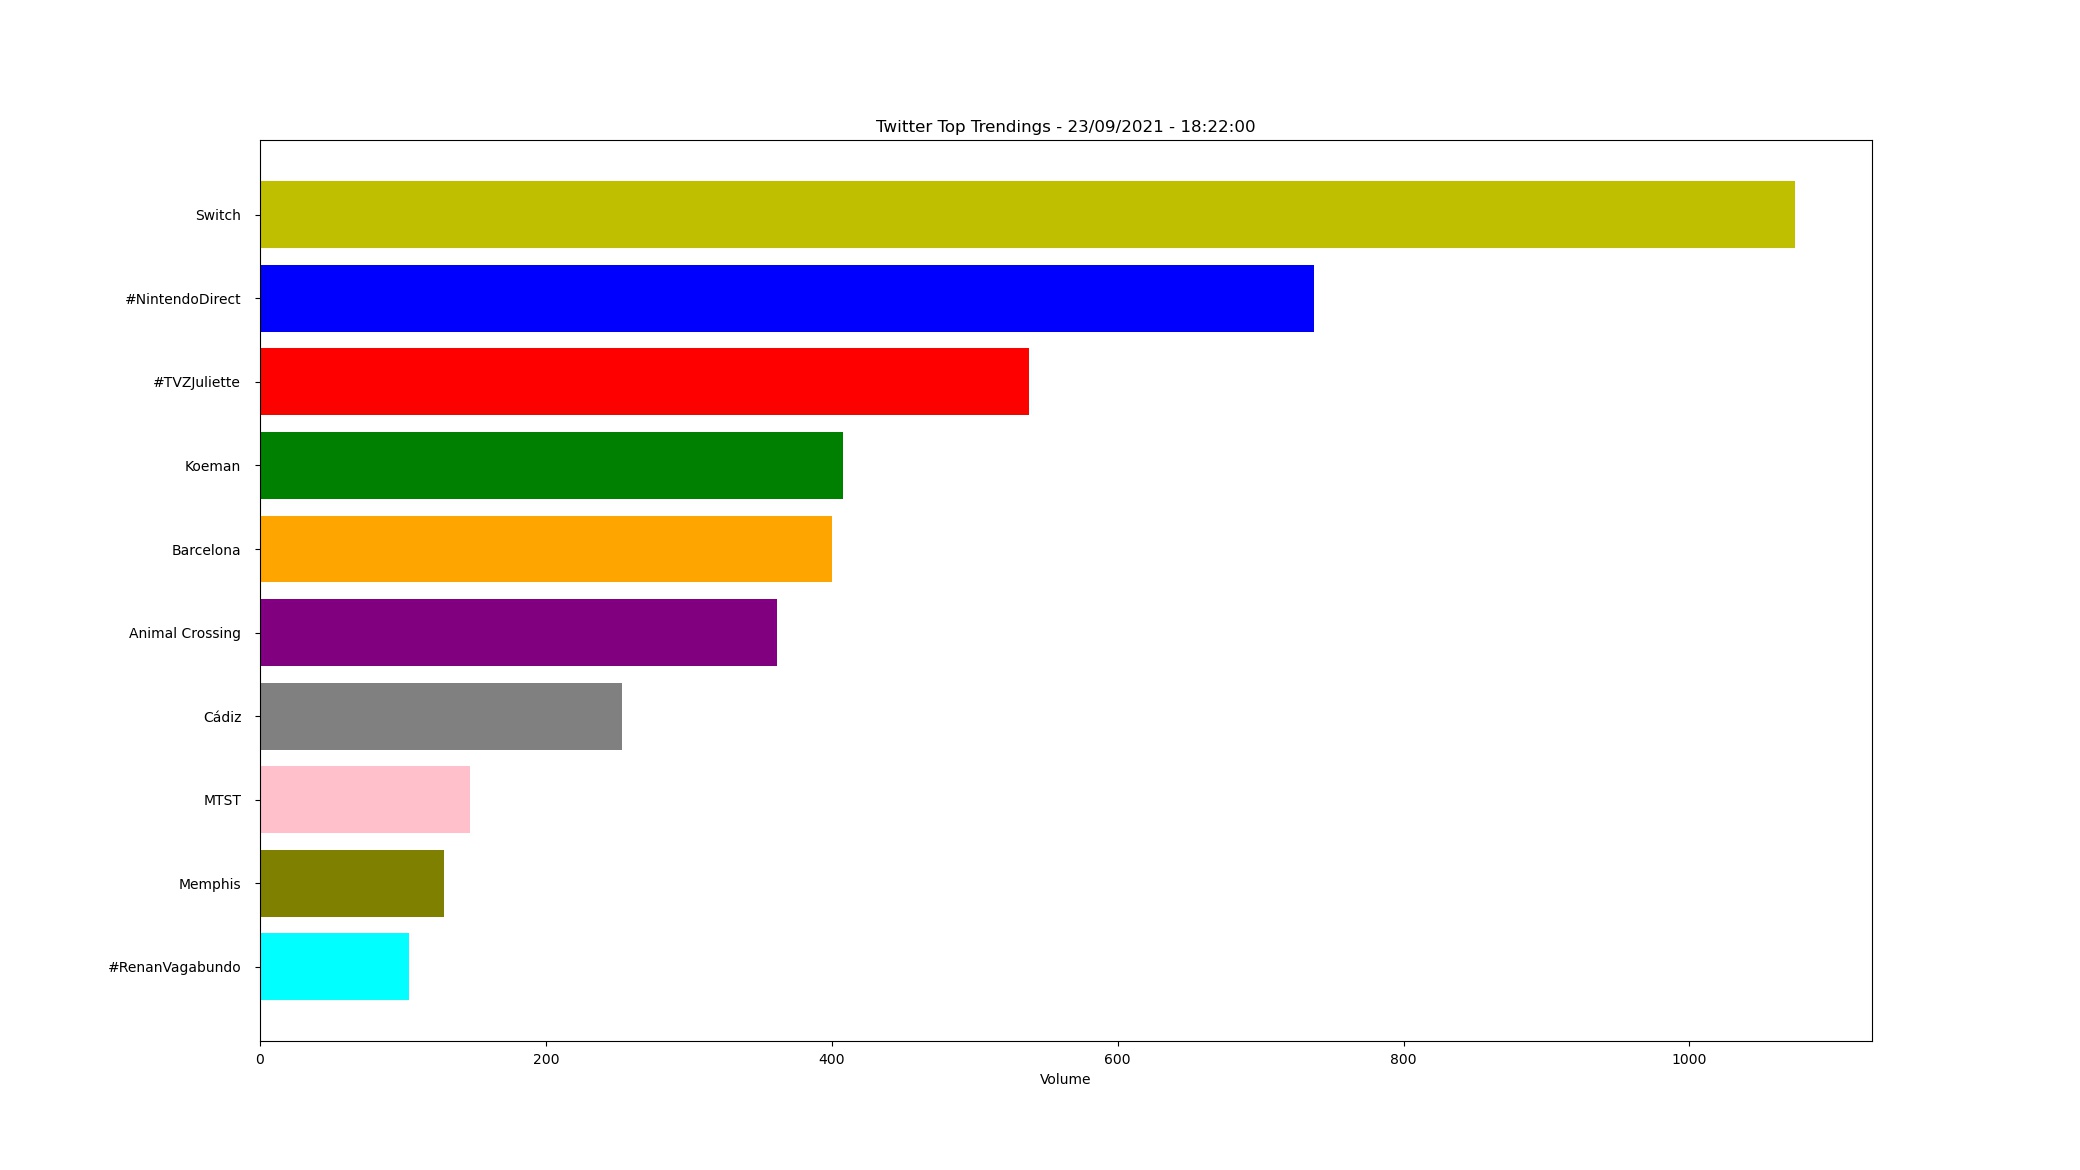 Twitter Top Trendings - 23/09/2021 - 18:22:00
Switch
#NintendoDirect
#TVZJuliette
Koeman
Barcelona
Animal Crossing
Cádiz
MTST
Memphis
#RenanVagabundo
0 200 400 600 800 1000
Volume